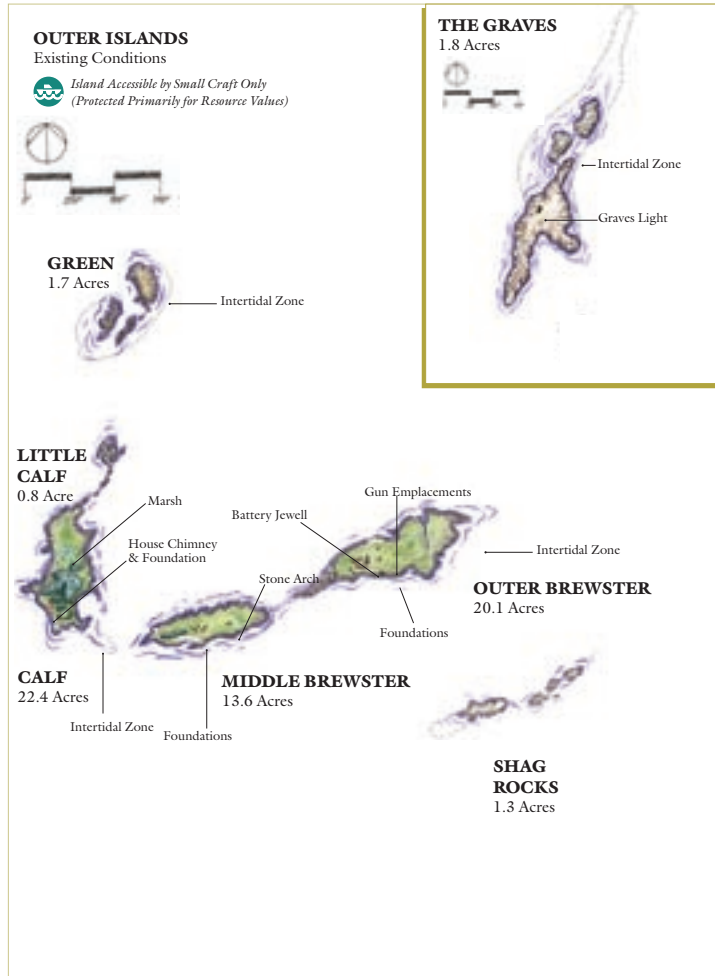 OUTER ISLANDS
Existing Conditions
Island Accessible by Small Craft Only
(Protected Primarily for Resource Values)
THE GRAVES
1.8 Acres
Intertidal Zone
Graves Light
GREEN
1.7 Acres
Intertidal Zone
LITTLE
CALF
0.8 Acre
Marsh
House Chimney
& Foundation
Gun Emplacements
Battery Jewell
Stone Arch
Intertidal Zone
OUTER BREWSTER
20.1 Acres
Foundations
CALF
22.4 Acres
Intertidal Zone
MIDDLE BREWSTER
13.6 Acres
Foundations
SHAG
ROCKS
1.3 Acres